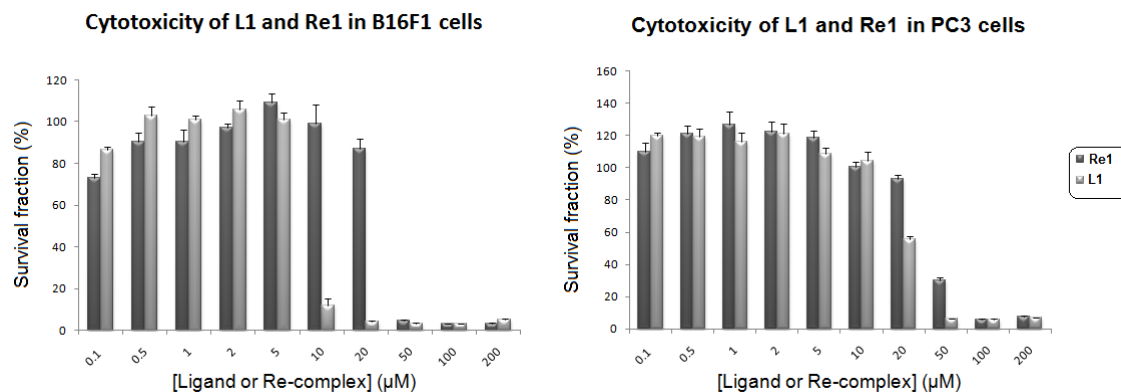 Cytotoxicity of L1 and Re1 in B16F1 cells
Survival fraction (%)
120
100
80
60
40
20
0
0.1 0.5 1 2 5 10 20 50 100 200
[Ligand or Re-complex] (µM)
Cytotoxicity of L1 and Re1 in PC3 cells
Survival fraction (%)
160
140
120
100
80
60
40
20
0
0.1 0.5 1 2 5 10 20 50 100 200
[Ligand or Re-complex] (µM)
Re1
L1